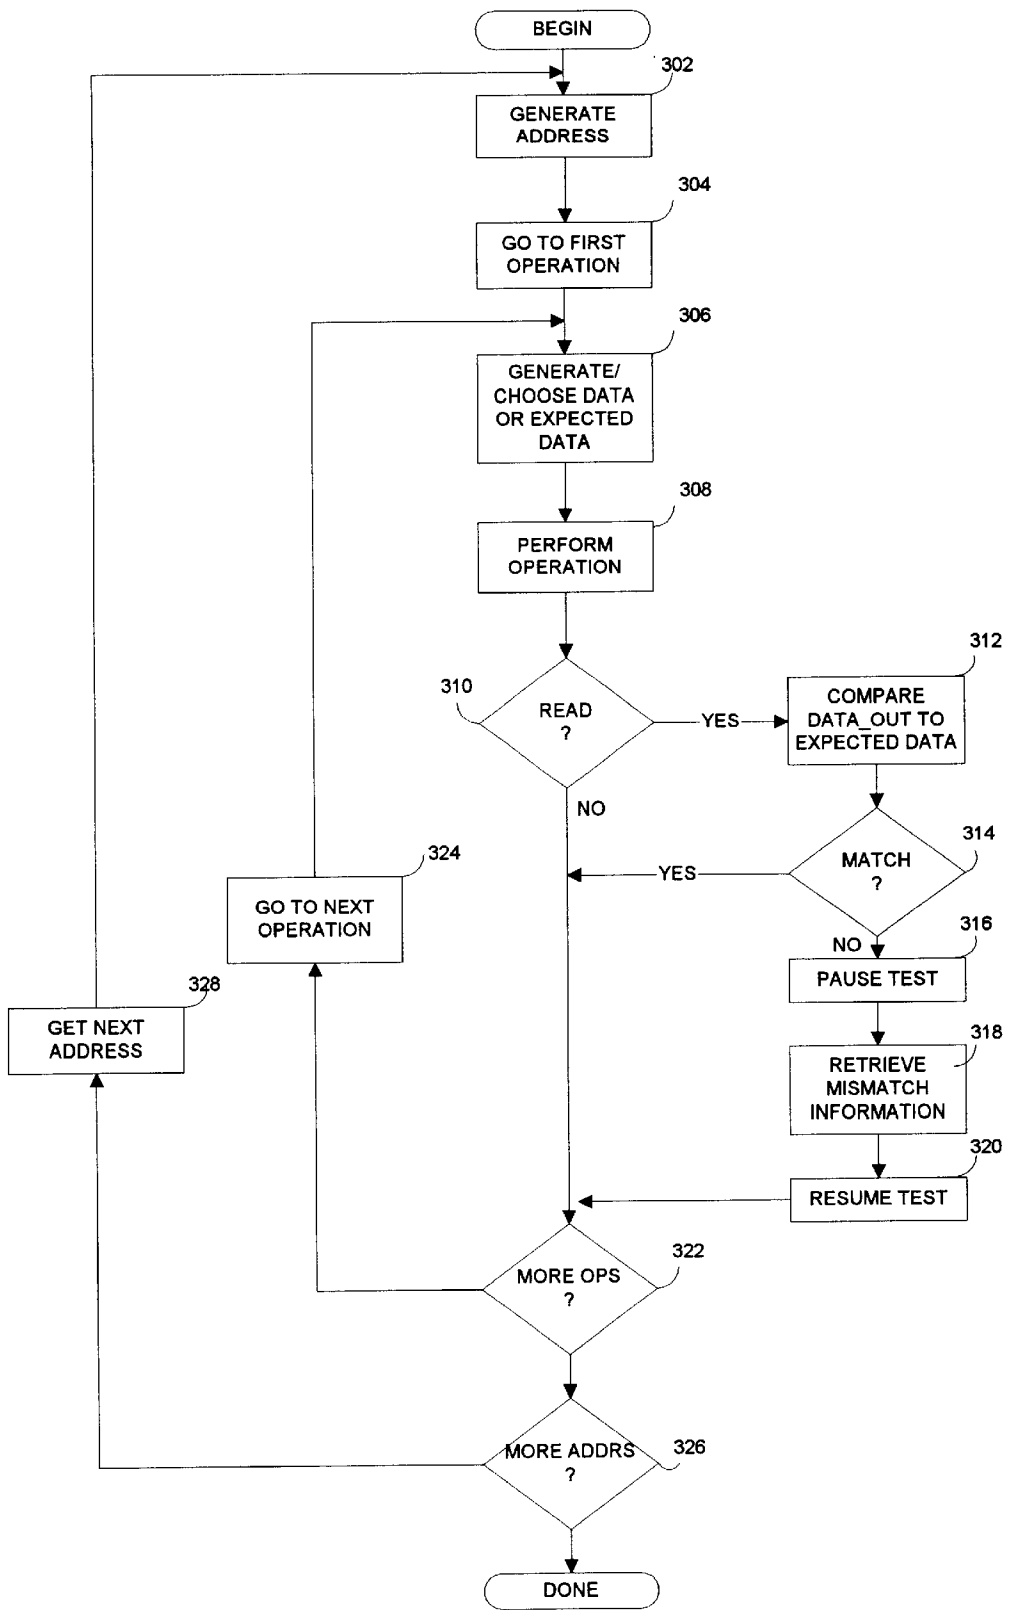 BEGIN
302
GENERATE
ADDRESS
304
GO TO FIRST
OPERATION
306
GENERATE/
CHOOSE DATA
OR EXPECTED
DATA
308
PERFORM
OPERATION
310
READ
?
YES
NO
312
COMPARE
DATA_OUT TO
EXPECTED DATA
314
MATCH
?
YES
NO
316
PAUSE TEST
318
RETRIEVE
MISMATCH
INFORMATION
320
RESUME TEST
322
MORE OPS
?
324
GO TO NEXT
OPERATION
326
MORE ADDRS
?
328
GET NEXT
ADDRESS
DONE